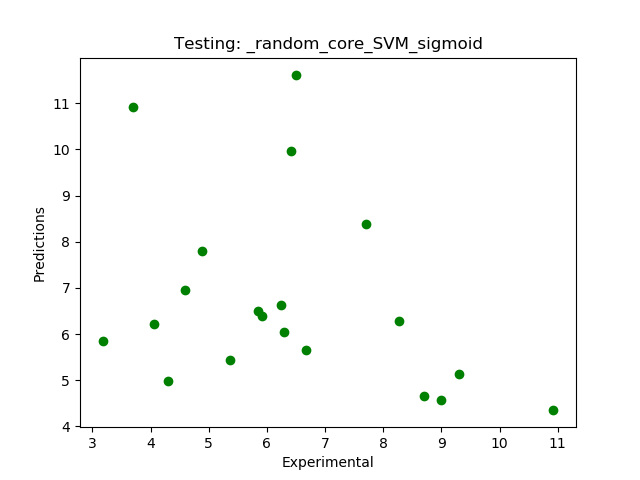 Testing: _random_core_SVM_sigmoid
11
10
9
8
7
6
5
4
Predictions
3 4 5 6 7 8 9 10 11
Experimental